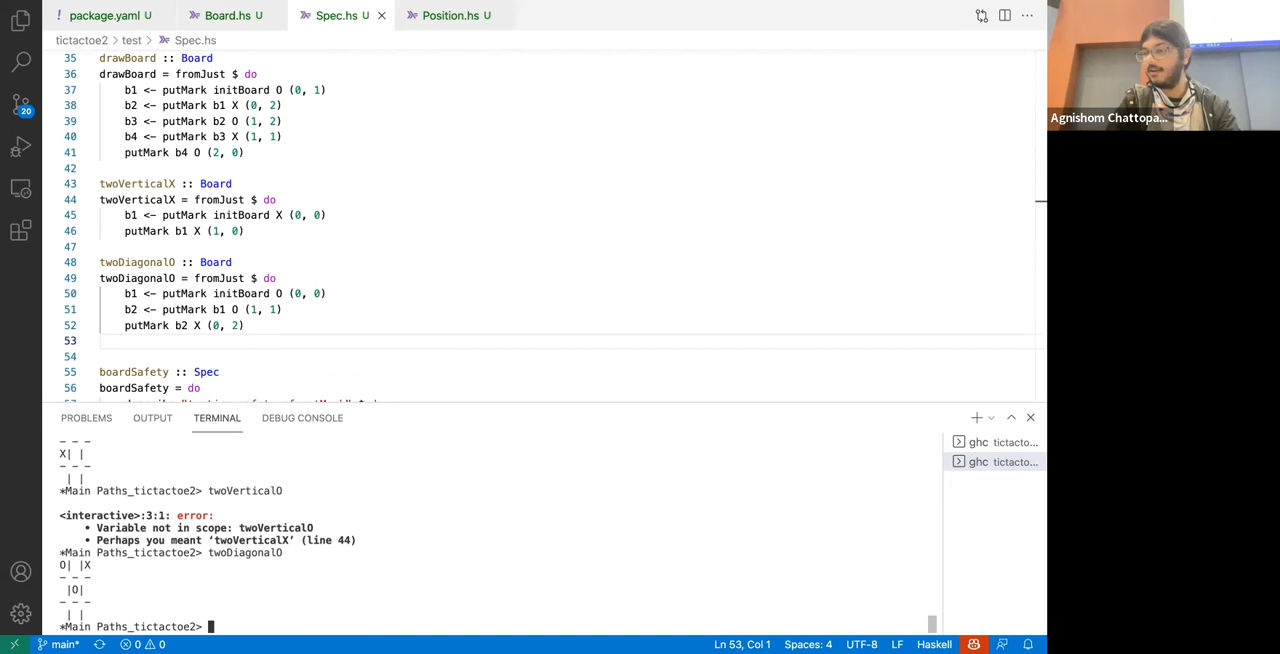 package.yaml U
Board.hs U
Spec.hs U
Position.hs U
tictactoe2 > test > Spec.hs
20
35 drawBoard :: Board
36 drawBoard = fromJust $ do
37 b1 <- putMark initBoard O (0, 1)
38 b2 <- putMark b1 X (0, 2)
39 b3 <- putMark b2 O (1, 2)
40 b4 <- putMark b3 X (1, 1)
41 putMark b4 O (2, 0)
42
43 twoVerticalX :: Board
44 twoVerticalX = fromJust $ do
45 b1 <- putMark initBoard X (0, 0)
46 putMark b1 X (1, 0)
47
48 twoDiagonalO :: Board
49 twoDiagonalO = fromJust $ do
50 b1 <- putMark initBoard O (0, 0)
51 b2 <- putMark b1 O (1, 1)
52 putMark b2 X (0, 2)
53
54
55 boardSafety :: Spec
56 boardSafety = do
Agnishom Chattopa...
PROBLEMS OUTPUT TERMINAL DEBUG CONSOLE
ghc tictacto...
ghc tictacto...
- - -
X| |
- - -
| |
*Main Paths_tictactoe2> twoVerticalO
<interactive>:3:1: error:
• Variable not in scope: twoVerticalO
• Perhaps you meant ‘twoVerticalX’ (line 44)
*Main Paths_tictactoe2> twoDiagonalO
O| |X
- - -
|O|
- - -
| |
*Main Paths_tictactoe2>
main* 0 0 Ln 53, Col 1 Spaces: 4 UTF-8 LF Haskell